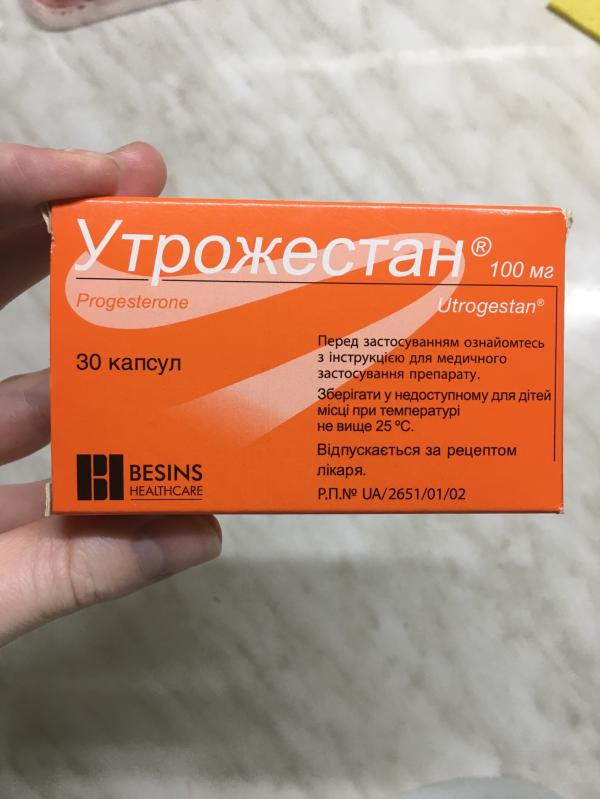 Утрожестан® 100 мг
Progesterone
Utrogestan®
30 капсул
Перед застосуванням ознайомтесь
з інструкцією для медичного
застосування препарату.
Зберігати у недоступному для дітей
місці при температурі
не вище 25 ºС.
Відпускається за рецептом
лікаря.
Р.П.№ UA/2651/01/02
BESINS
HEALTHCARE